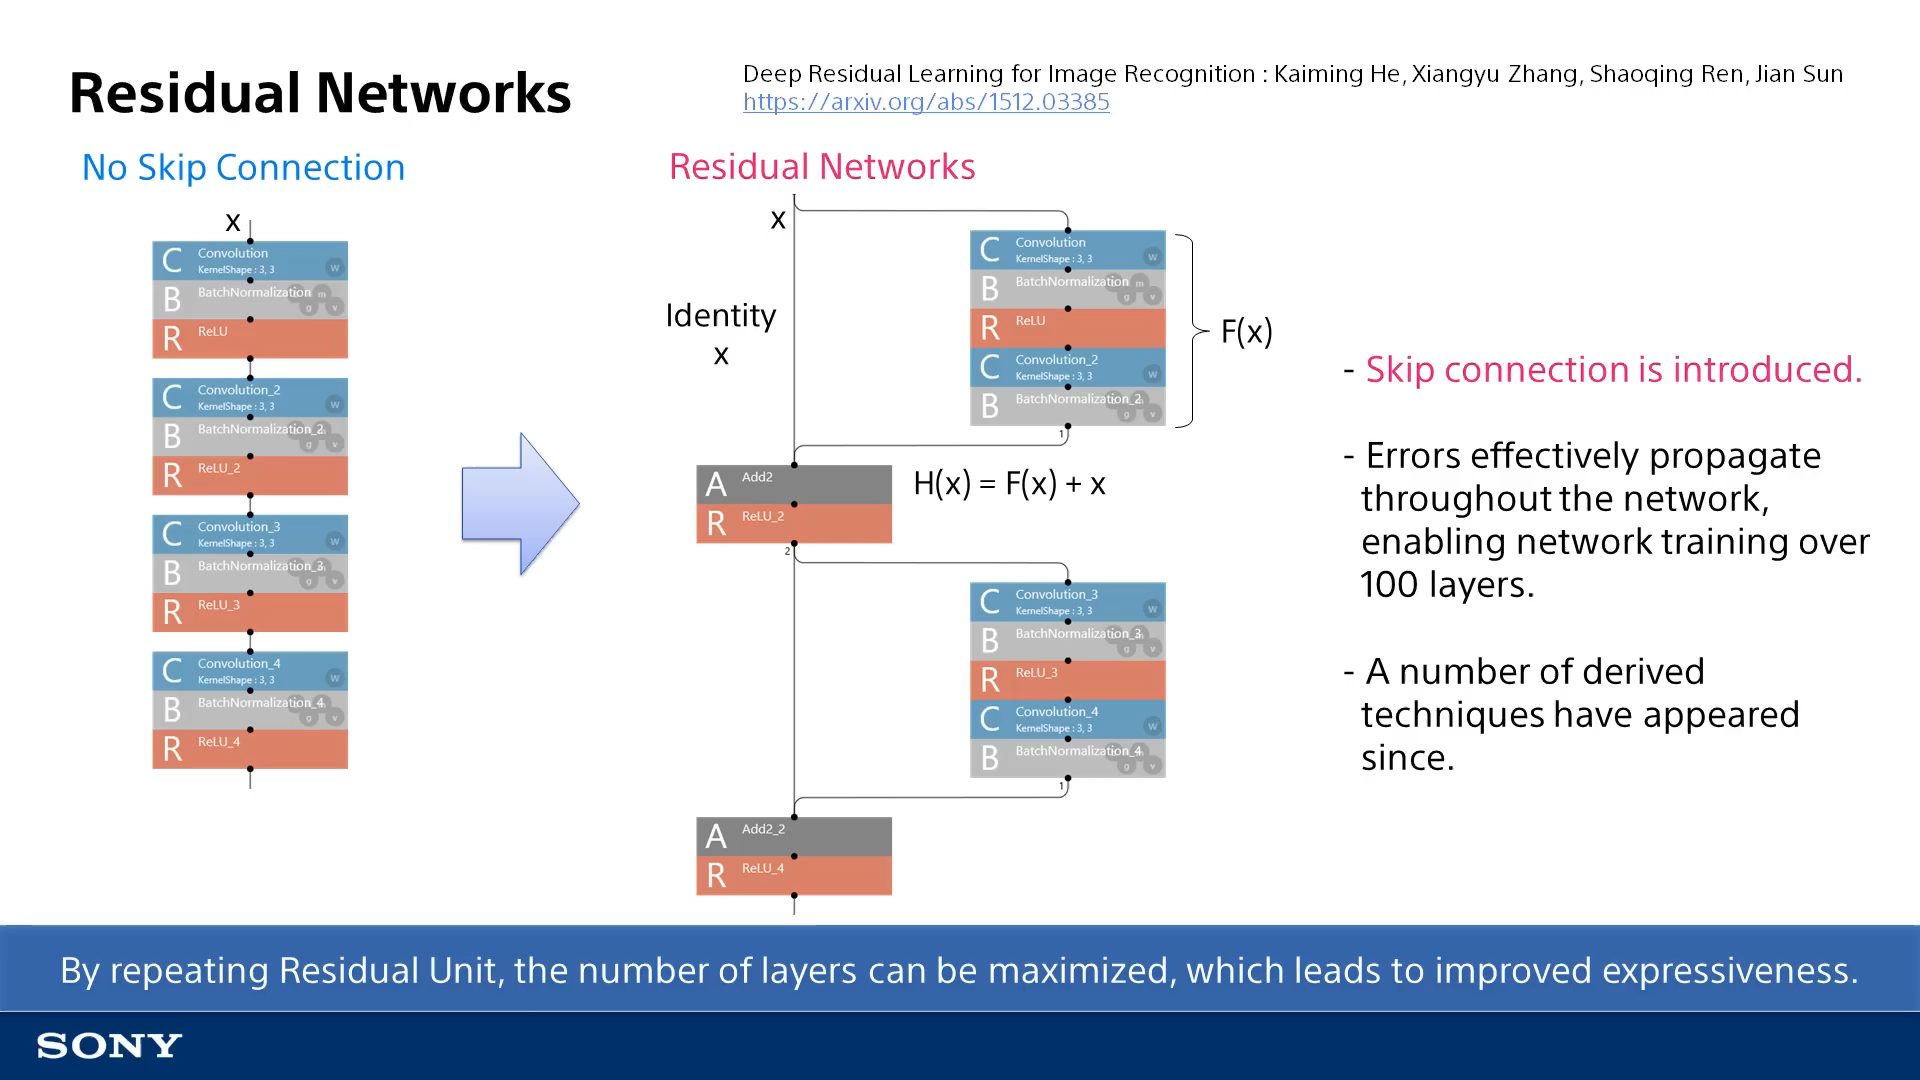 Residual Networks
Deep Residual Learning for Image Recognition : Kaiming He, Xiangyu Zhang, Shaoqing Ren, Jian Sun
https://arxiv.org/abs/1512.03385
No Skip Connection
x
C Convolution
KernelShape : 3, 3
W
B BatchNormalization
m
g v
R ReLU
C Convolution_2
KernelShape : 3, 3
W
B BatchNormalization_2
g v
R ReLU_2
C Convolution_3
KernelShape : 3, 3
W
B BatchNormalization_3
g v
R ReLU_3
C Convolution_4
KernelShape : 3, 3
W
B BatchNormalization_4
g v
R ReLU_4
Residual Networks
x
Identity
x
C Convolution
KernelShape : 3, 3
W
B BatchNormalization
m
g v
R ReLU
C Convolution_2
KernelShape : 3, 3
W
B BatchNormalization_2
g v
1
F(x)
A Add2
H(x) = F(x) + x
R ReLU_2
2
C Convolution_3
KernelShape : 3, 3
W
B BatchNormalization_3
g v
R ReLU_3
C Convolution_4
KernelShape : 3, 3
W
B BatchNormalization_4
g v
1
A Add2_2
R ReLU_4
- Skip connection is introduced.
- Errors effectively propagate
throughout the network,
enabling network training over
100 layers.
- A number of derived
techniques have appeared
since.
By repeating Residual Unit, the number of layers can be maximized, which leads to improved expressiveness.
SONY